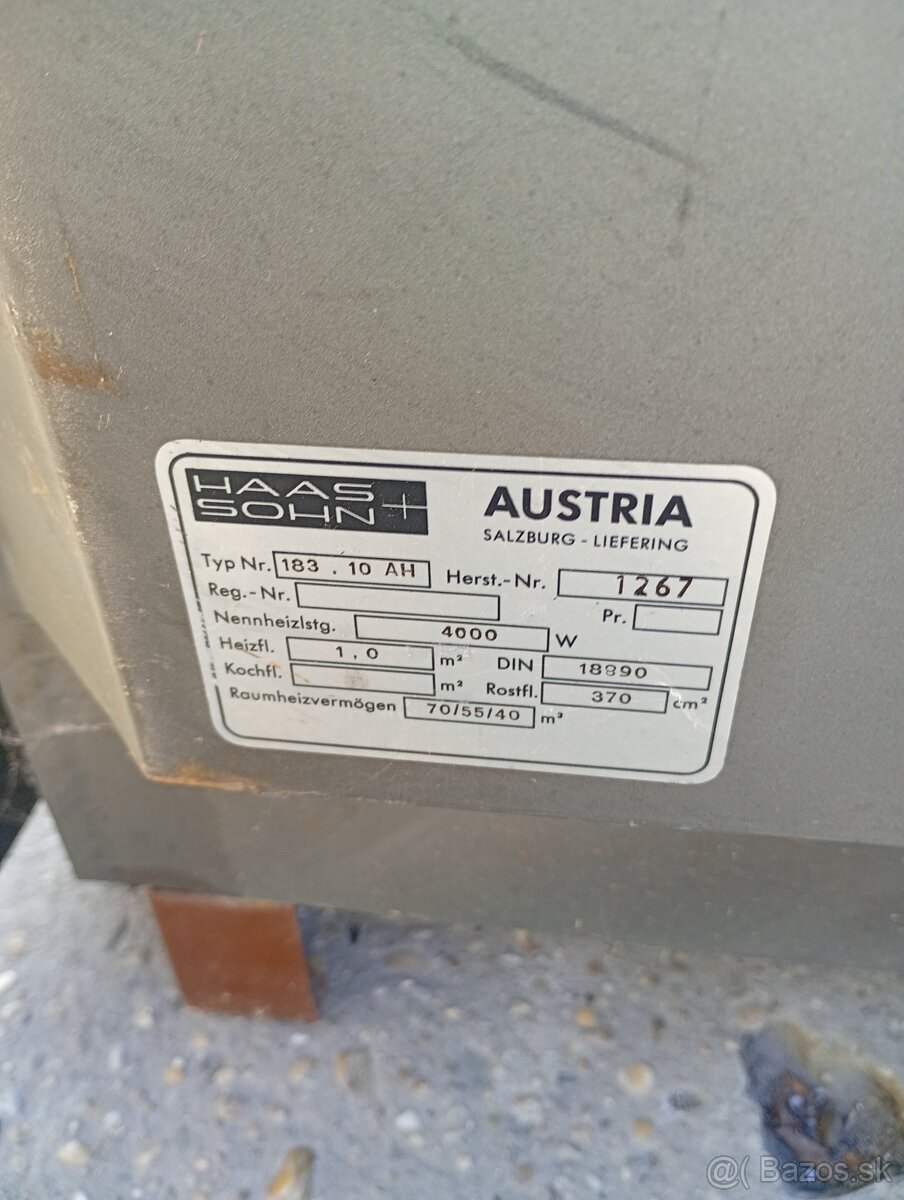 HAAS
SOHN +
AUSTRIA
SALZBURG - LIEFERING
Typ Nr. 183 . 10 AH Herst.-Nr. 1267
Reg.-Nr. Pr.
Nennheizlstg. 4000 W
Heizfl. 1,0 m² DIN 18890
Kochfl. m² Rostfl. 370 cm²
Raumheizvermögen 70/55/40 m³
@( Bazos.sk